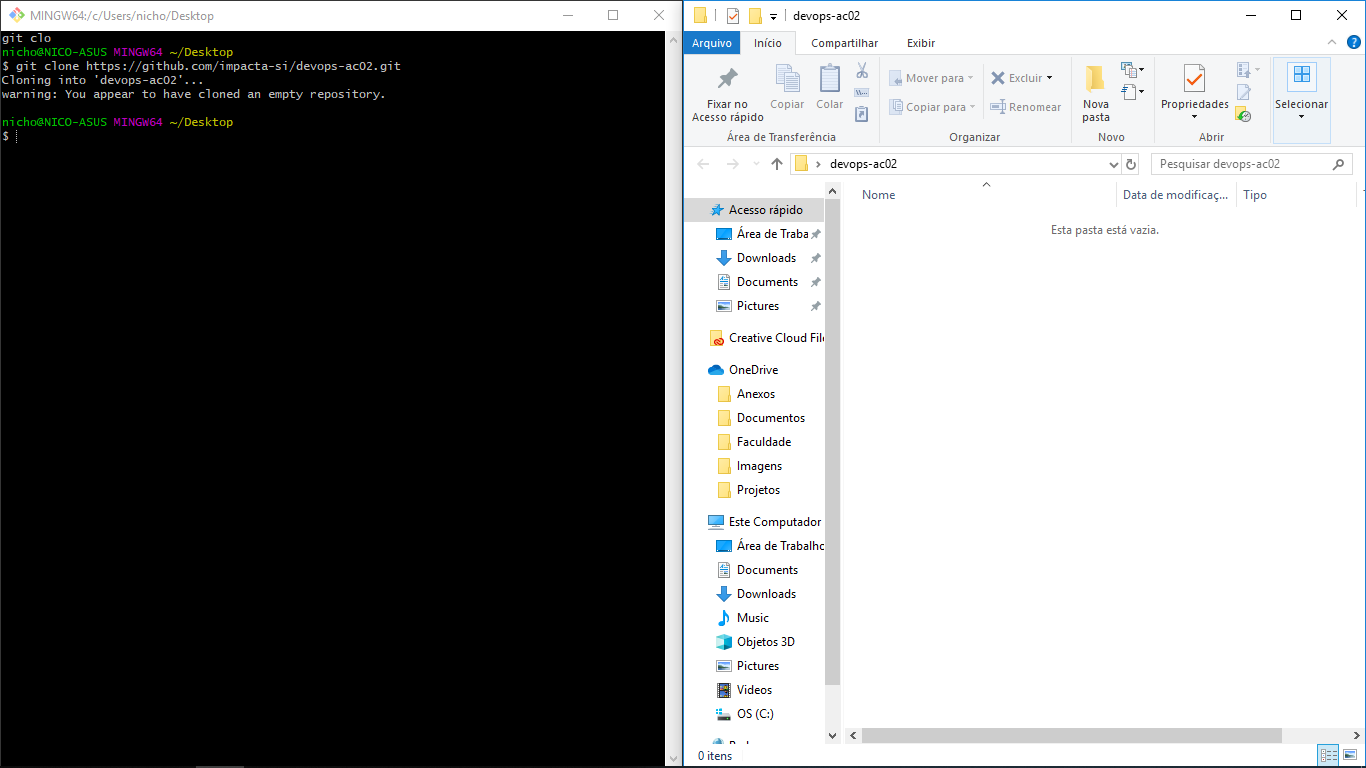 MINGW64:/c/Users/nicho/Desktop
git clo
nicho@NICO-ASUS MINGW64 ~/Desktop
$ git clone https://github.com/impacta-si/devops-ac02.git
Cloning into 'devops-ac02'...
warning: You appear to have cloned an empty repository.
nicho@NICO-ASUS MINGW64 ~/Desktop
$
devops-ac02
Arquivo Início Compartilhar Exibir
Fixar no
Acesso rápido
Copiar
Colar
Área de Transferência
Mover para
Copiar para
Excluir
Renomear
Organizar
Nova
pasta
Novo
Propriedades
Abrir
Selecionar
devops-ac02
Pesquisar devops-ac02
Nome Data de modificaç... Tipo
Esta pasta está vazia.
Acesso rápido
Área de Traba
Downloads
Documents
Pictures
Creative Cloud File
OneDrive
Anexos
Documentos
Faculdade
Imagens
Projetos
Este Computador
Área de Trabalho
Documents
Downloads
Music
Objetos 3D
Pictures
Videos
OS (C:)
0 itens